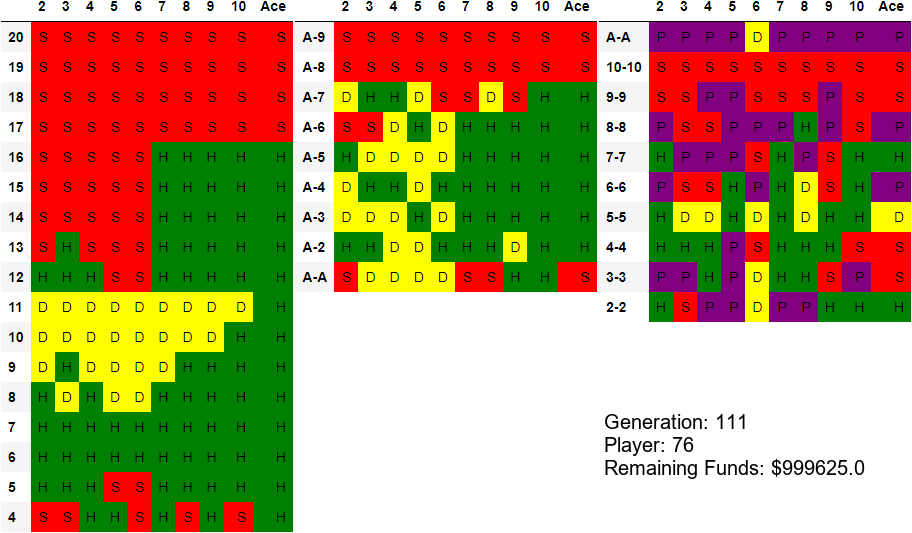 2 3 4 5 6 7 8 9 10 Ace
20 S S S S S S S S S S
19 S S S S S S S S S S
18 S S S S S S S S S S
17 S S S S S S S S S S
16 S S S S S H H H H H
15 S S S S S H H H H H
14 S S S S S H H H H H
13 S H S S S H H H H H
12 H H H S S H H H H H
11 D D D D D D D D D H
10 D D D D D D D D H H
9 D H D D D D H H H H
8 H D H D D H H H H H
7 H H H H H H H H H H
6 H H H H H H H H H H
5 H H H S S H H H H H
4 S S H H S H S H S H
2 3 4 5 6 7 8 9 10 Ace
A-9 S S S S S S S S S S
A-8 S S S S S S S S S S
A-7 D H H D S S D S H H
A-6 S S D H D H H H H H
A-5 H D D D D H H H H H
A-4 D H H D H H H H H H
A-3 D D D H D H H H H H
A-2 H H D D H H H D H H
A-A S D D D D S S H H S
2 3 4 5 6 7 8 9 10 Ace
A-A P P P P D P P P P P
10-10 S S S S S S S S S S
9-9 S S P P S S S P S S
8-8 P S S P P P H P S P
7-7 H P P P S H P S H H
6-6 P S S H P H D S H P
5-5 H D D H D H D H H D
4-4 H H H P S H H H S S
3-3 P P H P D H H S P S
2-2 H S P P D P P H H H
Generation: 111
Player: 76
Remaining Funds: $999625.0